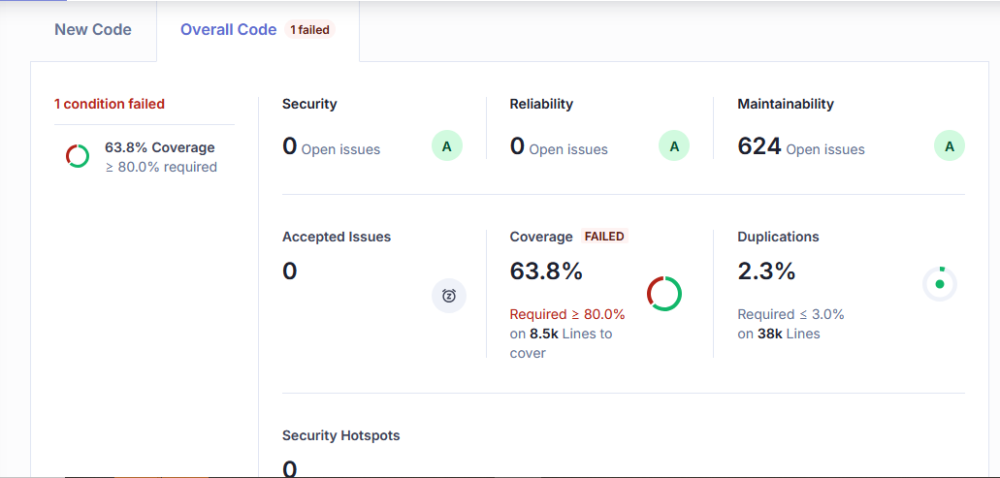 New Code
Overall Code 1 failed
1 condition failed
63.8% Coverage
≥ 80.0% required
Security
0 Open issues
A
Reliability
0 Open issues
A
Maintainability
624 Open issues
A
Accepted Issues
0
Coverage FAILED
63.8%
Required ≥ 80.0%
on 8.5k Lines to
cover
Duplications
2.3%
Required ≤ 3.0%
on 38k Lines
Security Hotspots
0